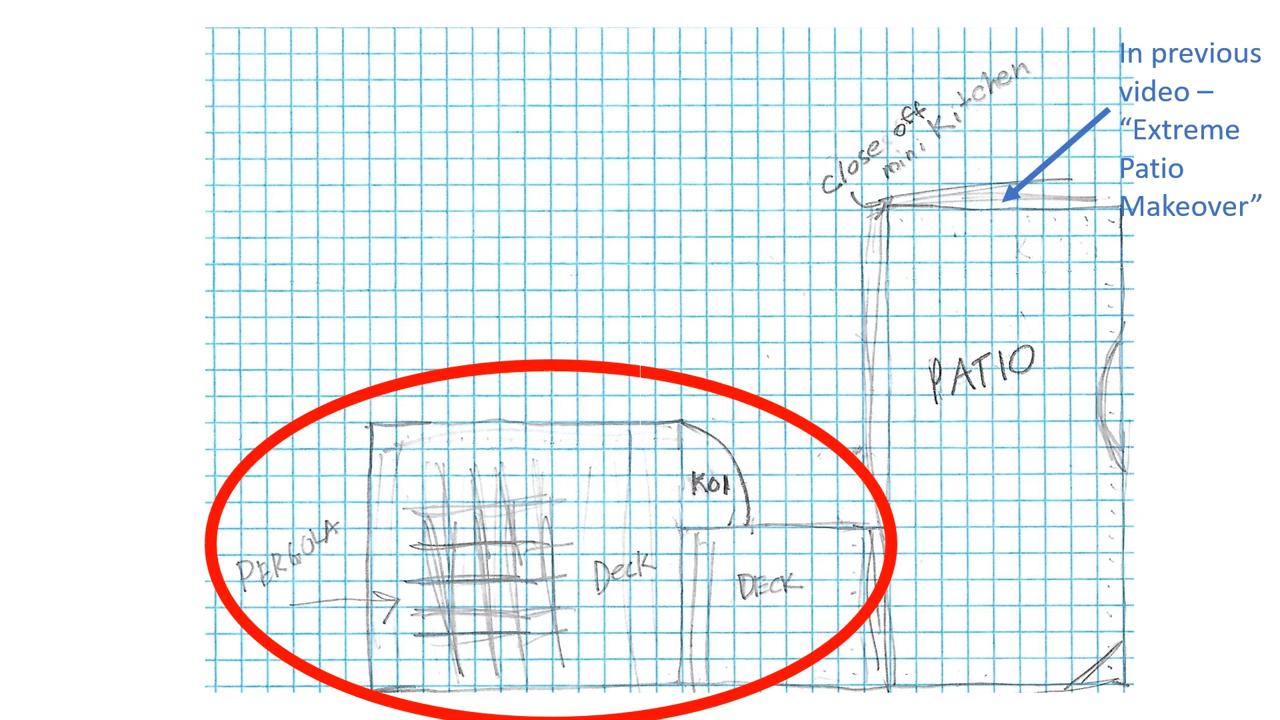 In previous
video –
“Extreme
Patio
Makeover”
Close off
mini Kitchen
PATIO
KOI
PERGOLA
Deck
DECK